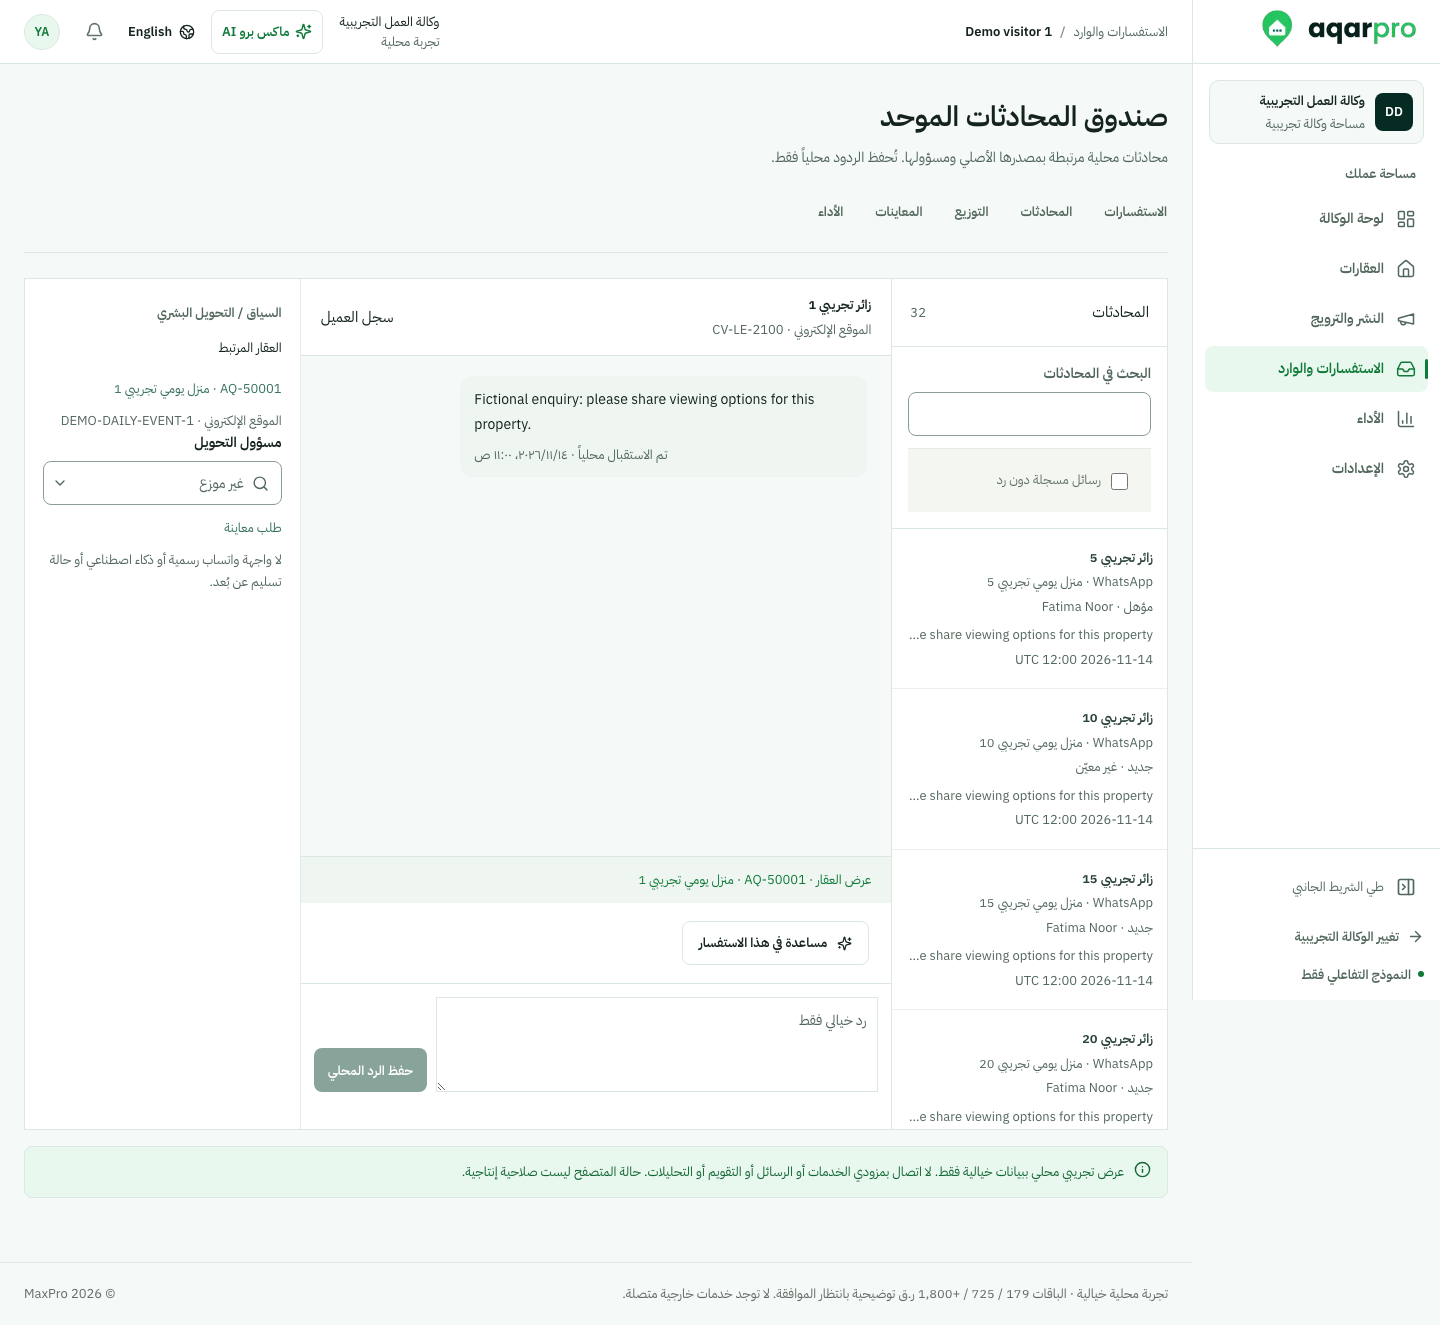 aqarpro
الاستفسارات والوارد / Demo visitor 1
وكالة العمل التجريبية
تجربة محلية
ماكس برو AI
English
YA
DD
وكالة العمل التجريبية
مساحة وكالة تجريبية
مساحة عملك
لوحة الوكالة
العقارات
النشر والترويج
الاستفسارات والوارد
الأداء
الإعدادات
طي الشريط الجانبي
تغيير الوكالة التجريبية
النموذج التفاعلي فقط
صندوق المحادثات الموحد
محادثات محلية مرتبطة بمصدرها الأصلي ومسؤولها. تُحفظ الردود محلياً فقط.
الاستفسارات
المحادثات
التوزيع
المعاينات
الأداء
المحادثات
32
البحث في المحادثات
رسائل مسجلة دون رد
زائر تجريبي 5
WhatsApp · منزل يومي تجريبي 5
مؤهل · Fatima Noor
...e share viewing options for this property
UTC 12:00 2026-11-14
زائر تجريبي 10
WhatsApp · منزل يومي تجريبي 10
جديد · غير معيّن
...e share viewing options for this property
UTC 12:00 2026-11-14
زائر تجريبي 15
WhatsApp · منزل يومي تجريبي 15
جديد · Fatima Noor
...e share viewing options for this property
UTC 12:00 2026-11-14
زائر تجريبي 20
WhatsApp · منزل يومي تجريبي 20
جديد · Fatima Noor
...e share viewing options for this property
زائر تجريبي 1
الموقع الإلكتروني · CV-LE-2100
سجل العميل
Fictional enquiry: please share viewing options for this
property.
تم الاستقبال محلياً · ٢٠٢٦/١١/١٤، ١١:٠٠ ص
عرض العقار · AQ-50001 · منزل يومي تجريبي 1
مساعدة في هذا الاستفسار
رد خيالي فقط
حفظ الرد المحلي
السياق / التحويل البشري
العقار المرتبط
AQ-50001 · منزل يومي تجريبي 1
الموقع الإلكتروني · DEMO-DAILY-EVENT-1
مسؤول التحويل
غير موزع
طلب معاينة
لا واجهة واتساب رسمية أو ذكاء اصطناعي أو حالة
تسليم عن بُعد.
عرض تجريبي محلي ببيانات خيالية فقط. لا اتصال بمزودي الخدمات أو الرسائل أو التقويم أو التحليلات. حالة المتصفح ليست صلاحية إنتاجية.
تجربة محلية خيالية · الباقات 179 / 725 / +1,800 ر.ق توضيحية بانتظار الموافقة. لا توجد خدمات خارجية متصلة.
© MaxPro 2026